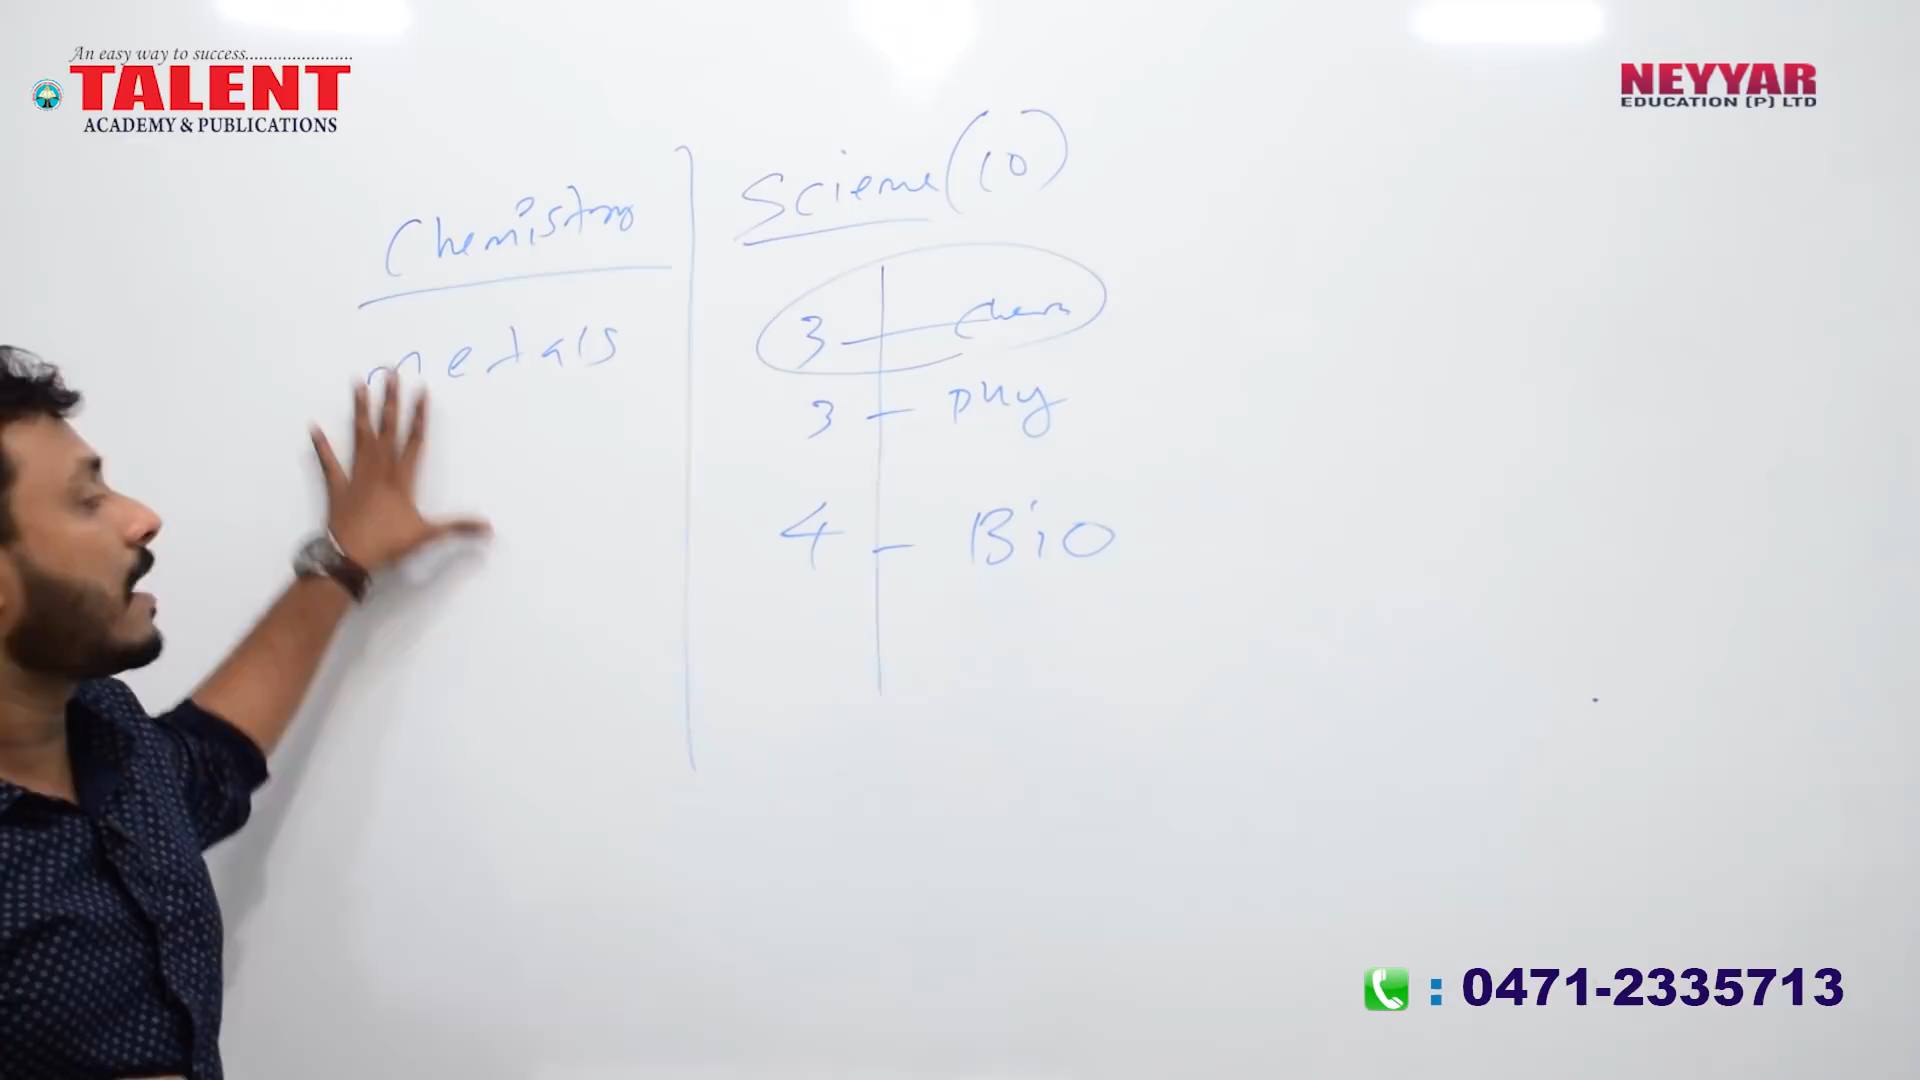 An easy way to success......................
TALENT
ACADEMY & PUBLICATIONS
NEYYAR
EDUCATION (P) LTD
Chemistry
metals
Science (10)
3 - chem
3 - phy
4 - Bio
: 0471-2335713